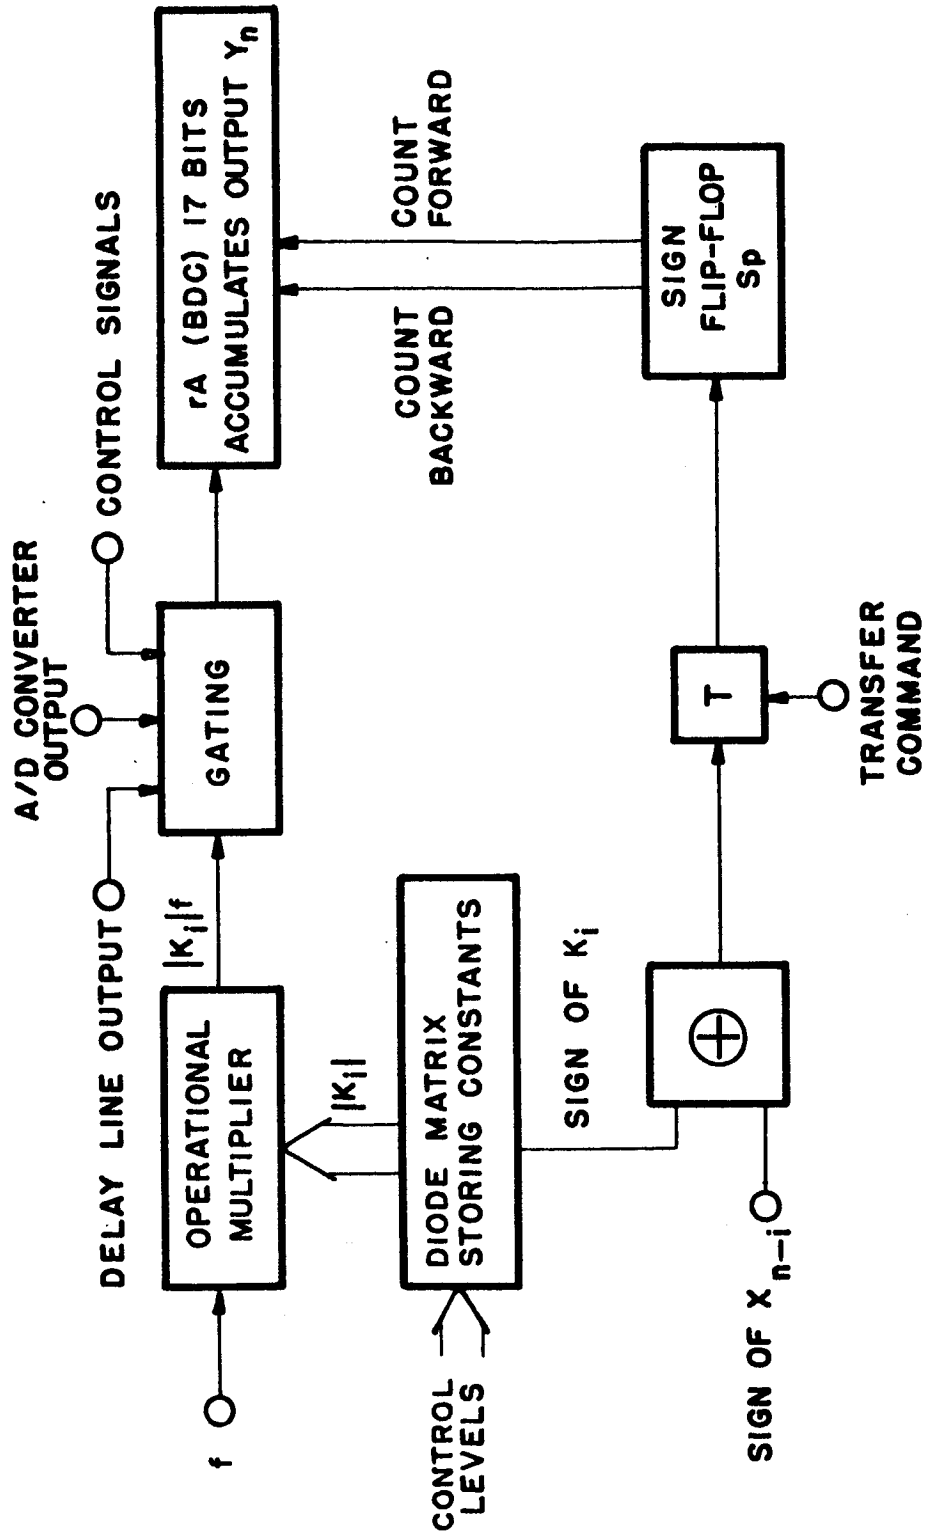 f
OPERATIONAL
MULTIPLIER
|Ki|f
DELAY LINE OUTPUT
A/D CONVERTER
OUTPUT
CONTROL SIGNALS
GATING
rA (BDC) 17 BITS
ACCUMULATES OUTPUT Yn
CONTROL
LEVELS
DIODE MATRIX
STORING CONSTANTS
|Ki|
SIGN OF Ki
COUNT
BACKWARD
COUNT
FORWARD
SIGN OF Xn-i
⊕
T
TRANSFER
COMMAND
SIGN
FLIP-FLOP
Sp